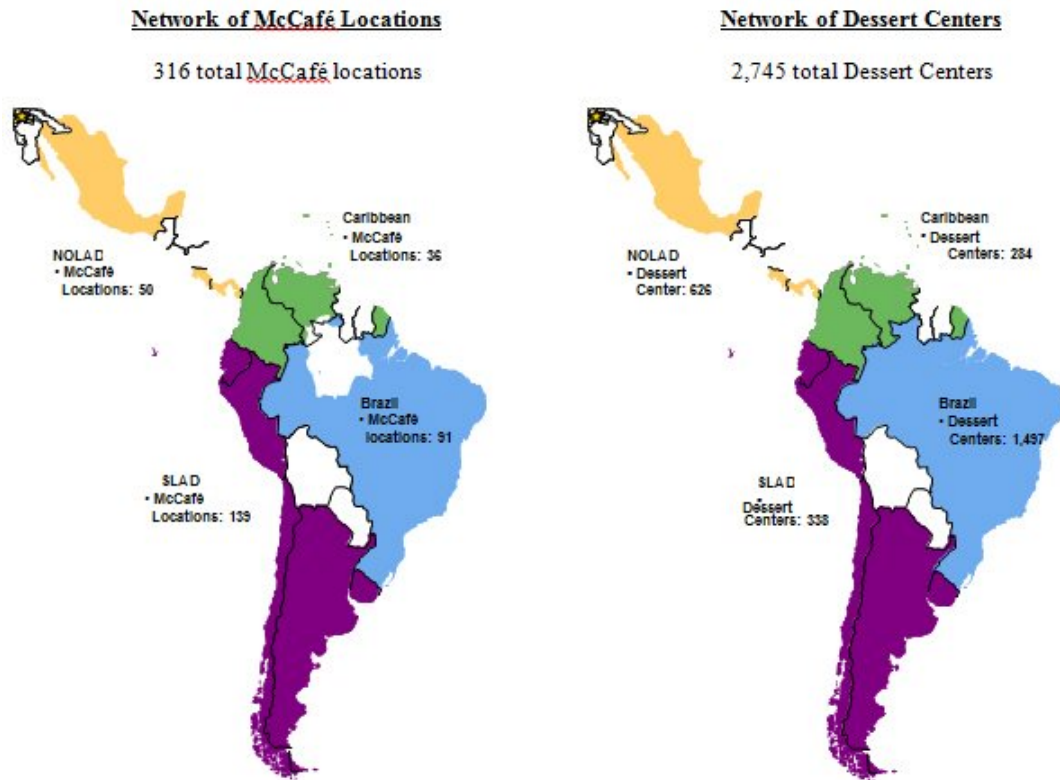 Network of McCafé Locations
316 total McCafé locations
Caribbean
• McCafé
Locations: 36
NOLAD
• McCafé
Locations: 50
Brazil
• McCafé
locations: 91
SLAD
• McCafé
Locations: 139
Network of Dessert Centers
2,745 total Dessert Centers
Caribbean
• Dessert
Centers: 284
NOLAD
• Dessert
Center: 626
Brazil
• Dessert
Centers: 1,497
SLAD
• Dessert
Centers: 338